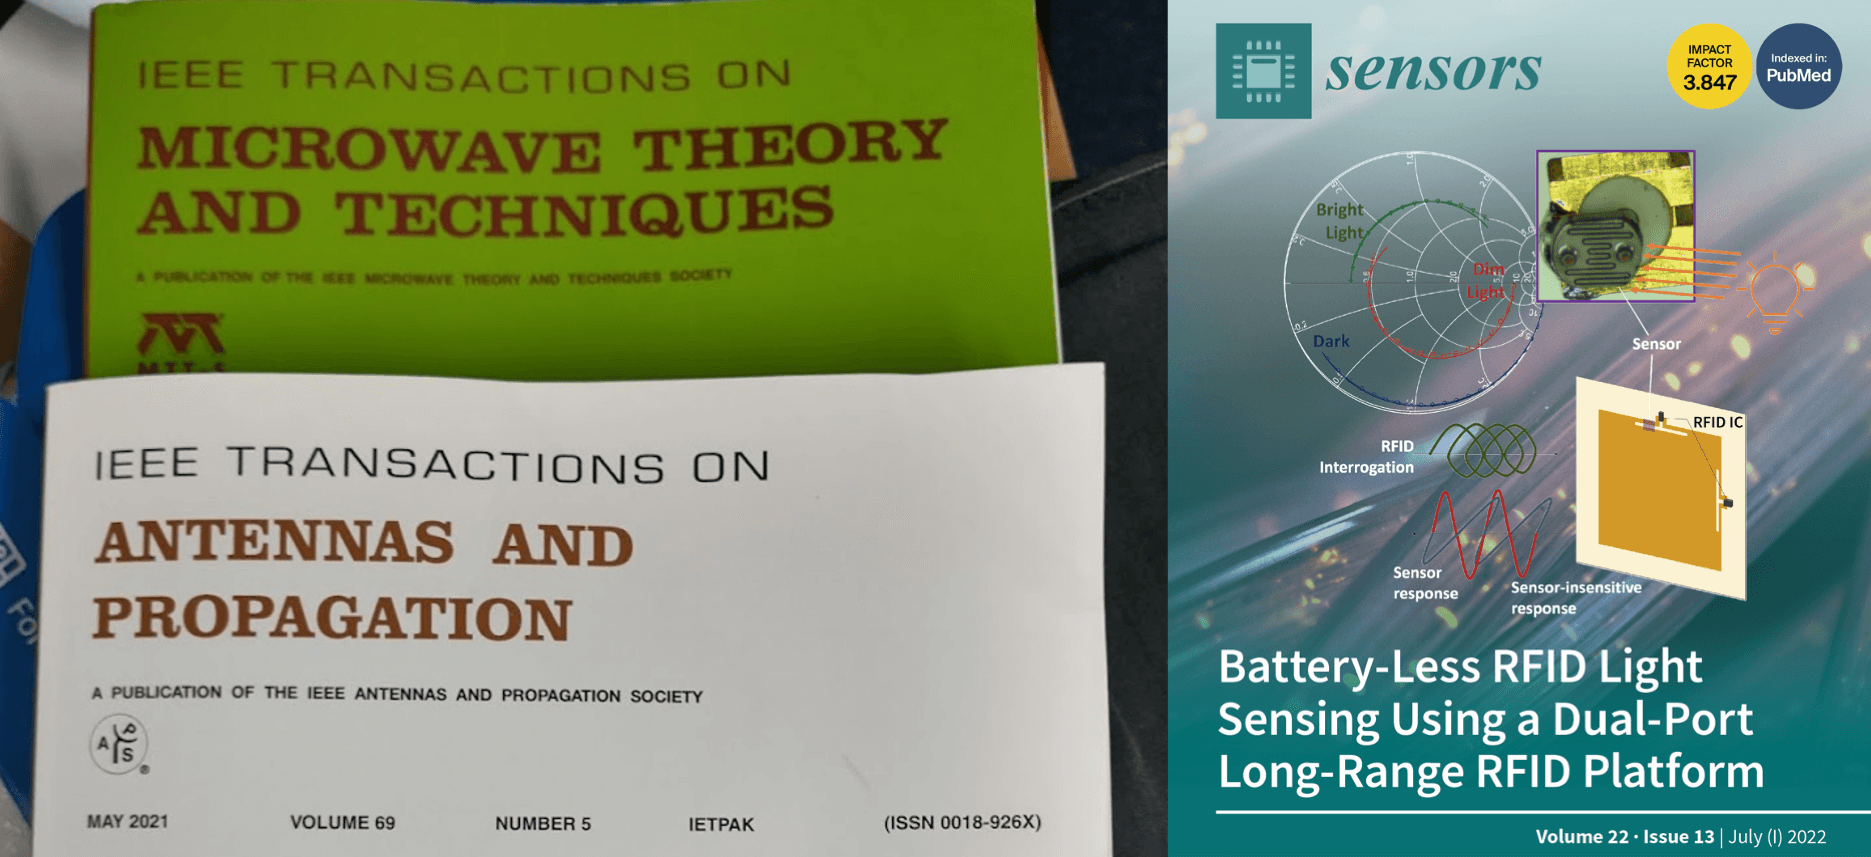 IEEE TRANSACTIONS ON
MICROWAVE THEORY
AND TECHNIQUES
A PUBLICATION OF THE IEEE MICROWAVE THEORY AND TECHNIQUES SOCIETY
MTT-S
IEEE TRANSACTIONS ON
ANTENNAS AND
PROPAGATION
A PUBLICATION OF THE IEEE ANTENNAS AND PROPAGATION SOCIETY
A P S
®
MAY 2021 VOLUME 69 NUMBER 5 IETPAK (ISSN 0018-926X)
sensors
IMPACT
FACTOR
3.847
Indexed in:
PubMed
Bright
Light
Dim
Light
Dark
Sensor
RFID IC
RFID
Interrogation
Sensor
response
Sensor-insensitive
response
Battery-Less RFID Light
Sensing Using a Dual-Port
Long-Range RFID Platform
Volume 22 · Issue 13 | July (I) 2022